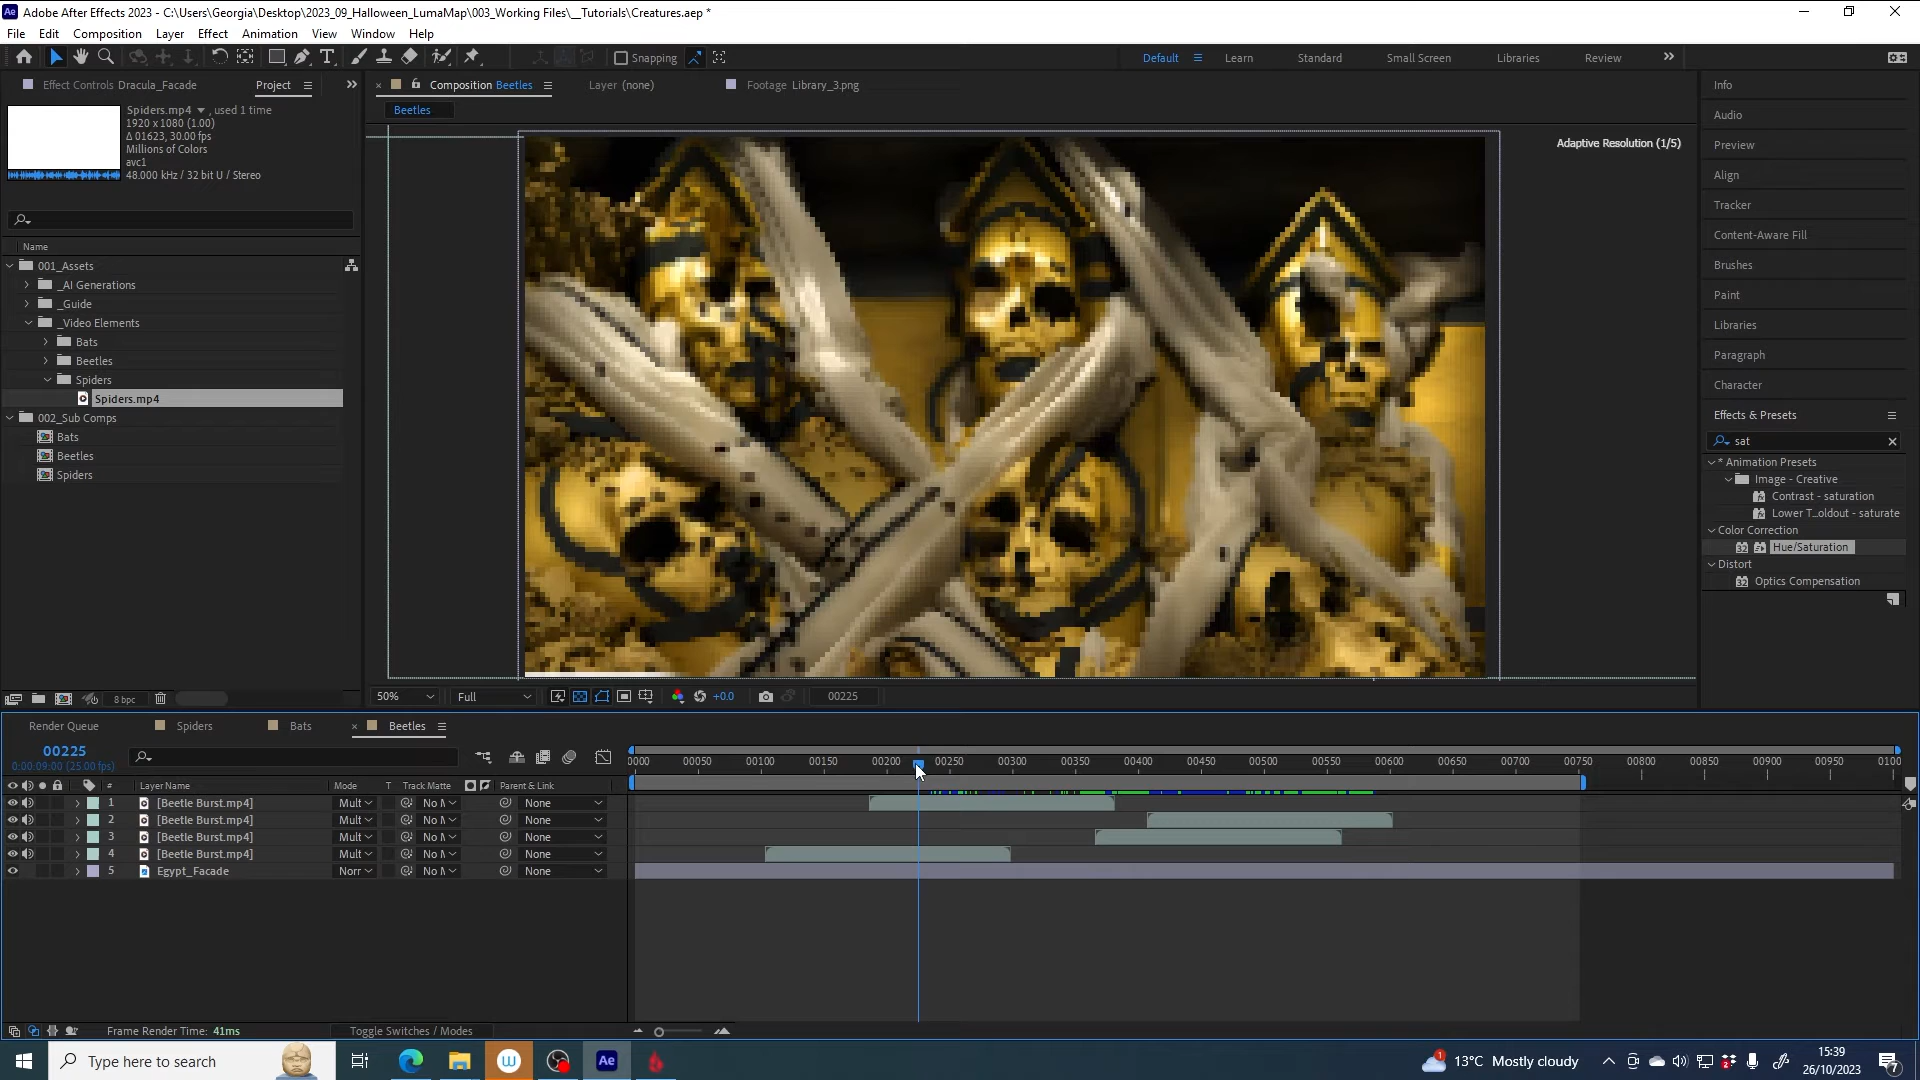 Adobe After Effects 2023 - C:\Users\Georgia\Desktop\2023_09_Halloween_LumaMap\003_Working Files\__Tutorials\Creatures.aep *
File Edit Composition Layer Effect Animation View Window Help
Snapping Default Learn Standard Small Screen Libraries Review
Effect Controls Dracula_Facade Project
Composition Beetles Layer (none) Footage Library_3.png
Beetles
Spiders.mp4 , used 1 time
1920 x 1080 (1.00)
Δ 01623, 30.00 fps
Millions of Colors
avc1
48.000 kHz / 32 bit U / Stereo
Name
001_Assets
_AI Generations
_Guide
_Video Elements
Bats
Beetles
Spiders
Spiders.mp4
002_Sub Comps
Bats
Beetles
Spiders
8 bpc
Adaptive Resolution (1/5)
50% Full +0.0 00225
Info
Audio
Preview
Align
Tracker
Content-Aware Fill
Brushes
Paint
Libraries
Paragraph
Character
Effects & Presets
sat
* Animation Presets
Image - Creative
Contrast - saturation
Lower T...oldout - saturate
Color Correction
32 Hue/Saturation
Distort
32 Optics Compensation
Render Queue Spiders Bats Beetles
00225
0:00:09:00 (25.00 fps)
0000 00050 00100 00150 00200 00250 00300 00350 00400 00450 00500 00550 00600 00650 00700 00750 00800 00850 00900 00950 0100
# Layer Name Mode T Track Matte Parent & Link
1 [Beetle Burst.mp4] Mult No M None
2 [Beetle Burst.mp4] Mult No M None
3 [Beetle Burst.mp4] Mult No M None
4 [Beetle Burst.mp4] Mult No M None
5 Egypt_Facade Norr No M None
Frame Render Time: 41ms Toggle Switches / Modes
Type here to search
W
Ae
1
13°C Mostly cloudy
15:39
26/10/2023
7